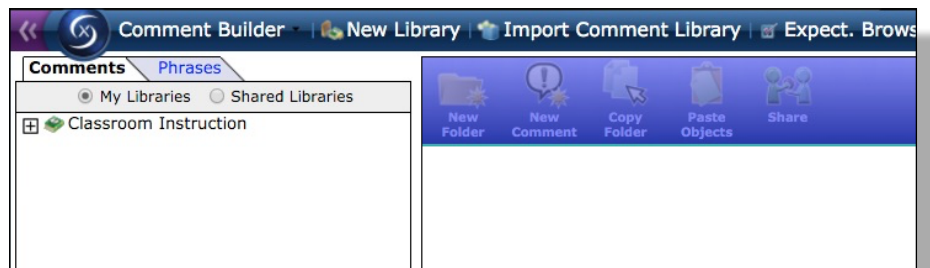 Comment Builder New Library Import Comment Library Expect. Brows
Comments Phrases
My Libraries Shared Libraries
Classroom Instruction
New Folder
New Comment
Copy Folder
Paste Objects
Share